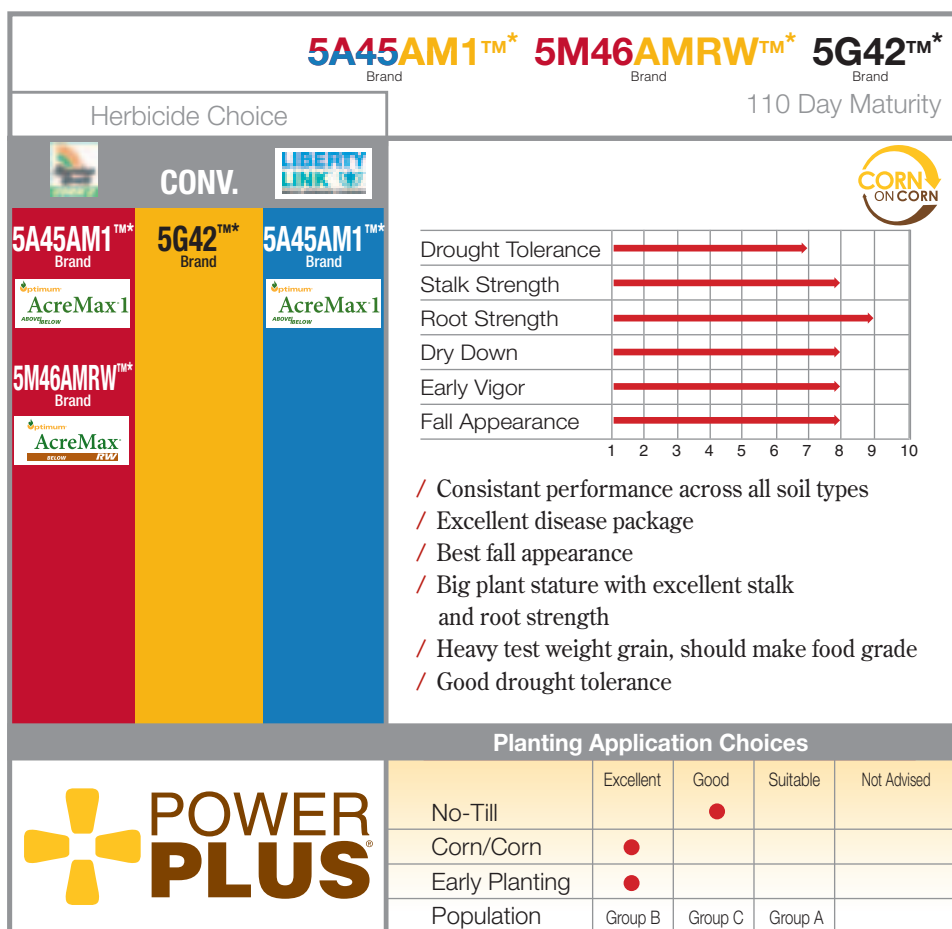 5A45AM1™* 5M46AMRW™* 5G42™*
Brand Brand Brand
110 Day Maturity
Herbicide Choice
CONV.
LIBERTY
LINK
5A45AM1™*
Brand
Optimum
AcreMax 1
ABOVE/BELOW
5M46AMRW™*
Brand
Optimum
AcreMax
BELOW RW
5G42™*
Brand
5A45AM1™*
Brand
Optimum
AcreMax 1
ABOVE/BELOW
CORN
ON CORN
Drought Tolerance
Stalk Strength
Root Strength
Dry Down
Early Vigor
Fall Appearance
1 2 3 4 5 6 7 8 9 10
/ Consistant performance across all soil types
/ Excellent disease package
/ Best fall appearance
/ Big plant stature with excellent stalk
and root strength
/ Heavy test weight grain, should make food grade
/ Good drought tolerance
Planting Application Choices
POWER
PLUS®
Excellent Good Suitable Not Advised
No-Till
Corn/Corn
Early Planting
Population Group B Group C Group A